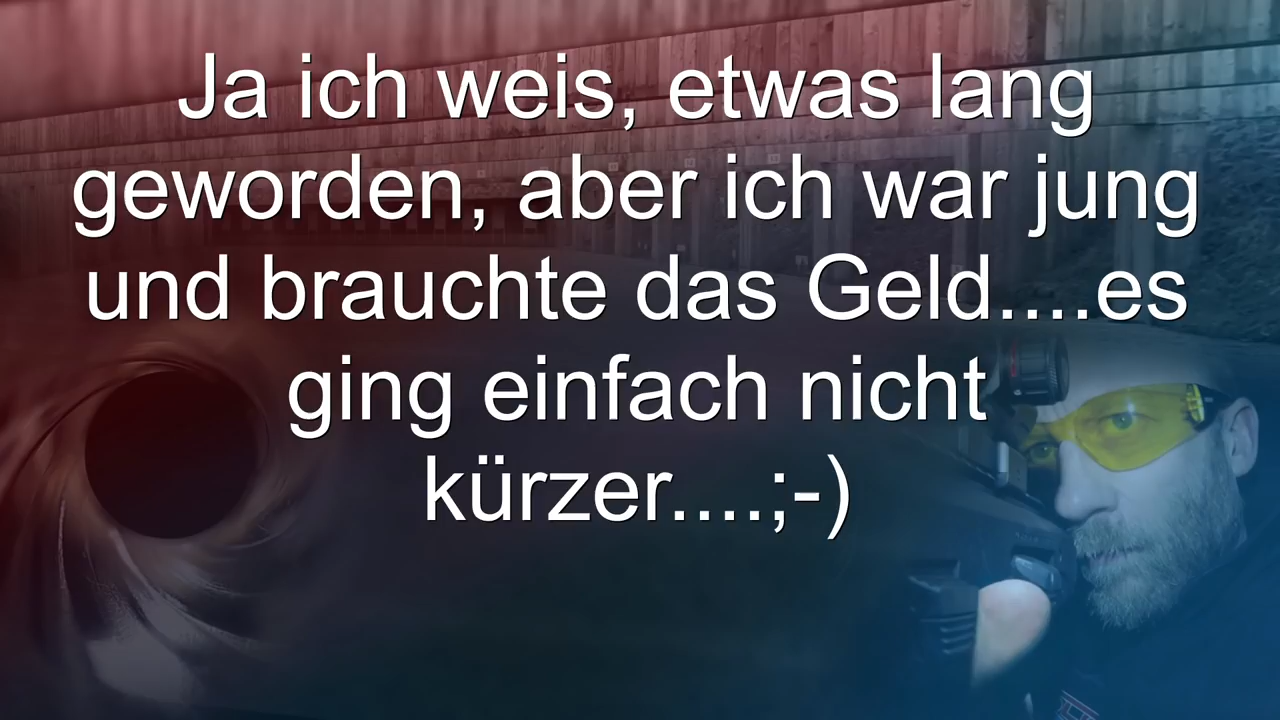 Ja ich weis, etwas lang
geworden, aber ich war jung
und brauchte das Geld....es
ging einfach nicht
kürzer....;-)